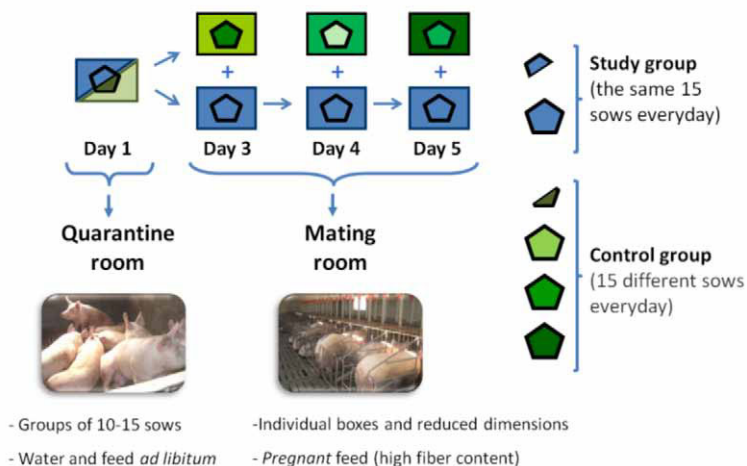 + + +
Day 1 Day 3 Day 4 Day 5
Quarantine
room
Mating
room
Study group
(the same 15
sows everyday)
Control group
(15 different sows
everyday)
- Groups of 10-15 sows
- Water and feed ad libitum
-Individual boxes and reduced dimensions
- Pregnant feed (high fiber content)